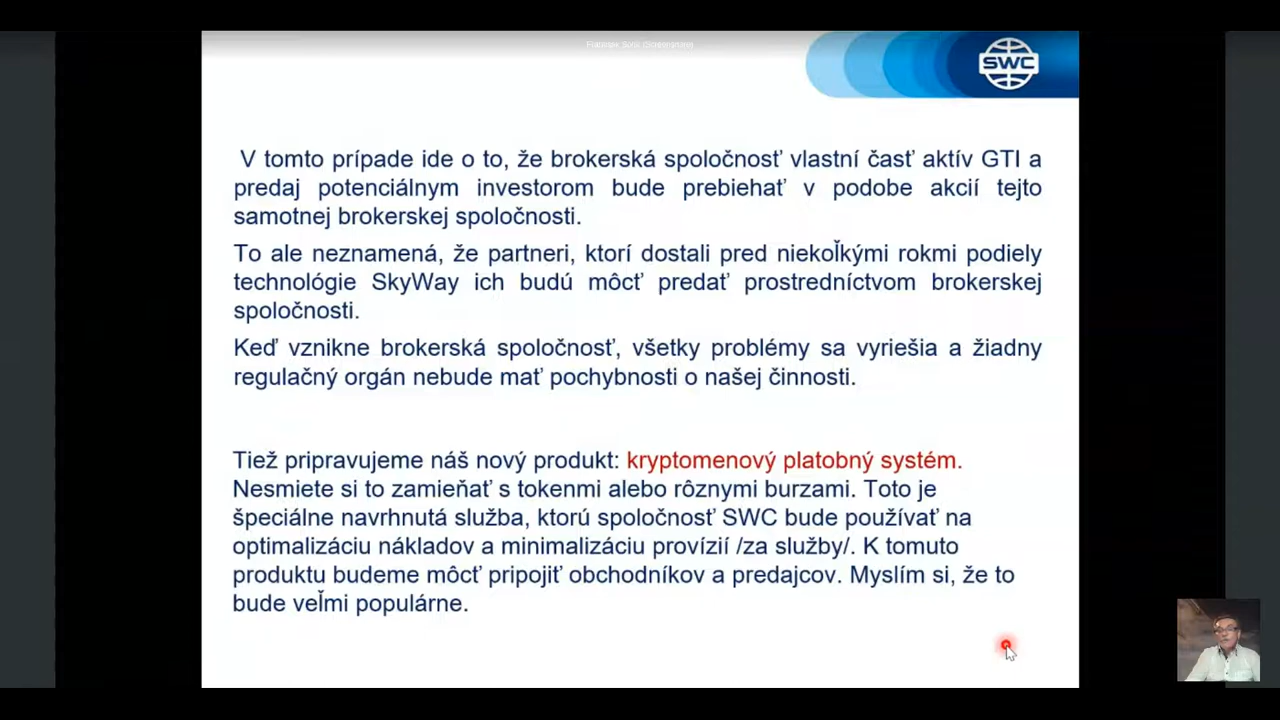 SWC
V tomto prípade ide o to, že brokerská spoločnosť vlastní časť aktív GTI a
predaj potenciálnym investorom bude prebiehať v podobe akcií tejto
samotnej brokerskej spoločnosti.
To ale neznamená, že partneri, ktorí dostali pred niekoľkými rokmi podiely
technológie SkyWay ich budú môcť predať prostredníctvom brokerskej
spoločnosti.
Keď vznikne brokerská spoločnosť, všetky problémy sa vyriešia a žiadny
regulačný orgán nebude mať pochybnosti o našej činnosti.
Tiež pripravujeme náš nový produkt: kryptomenový platobný systém.
Nesmiete si to zamieňať s tokenmi alebo rôznymi burzami. Toto je
špeciálne navrhnutá služba, ktorú spoločnosť SWC bude používať na
optimalizáciu nákladov a minimalizáciu provízií /za služby/. K tomuto
produktu budeme môcť pripojiť obchodníkov a predajcov. Myslím si, že to
bude veľmi populárne.